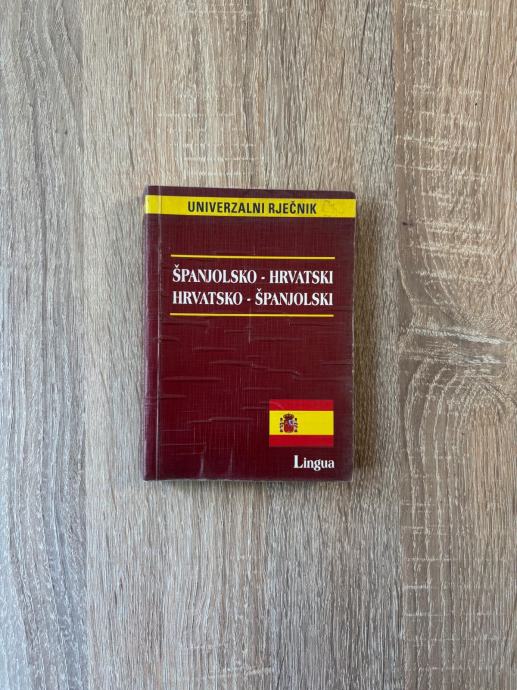 UNIVERZALNI RJEČNIK
ŠPANJOLSKO - HRVATSKI
HRVATSKO - ŠPANJOLSKI
Lingua